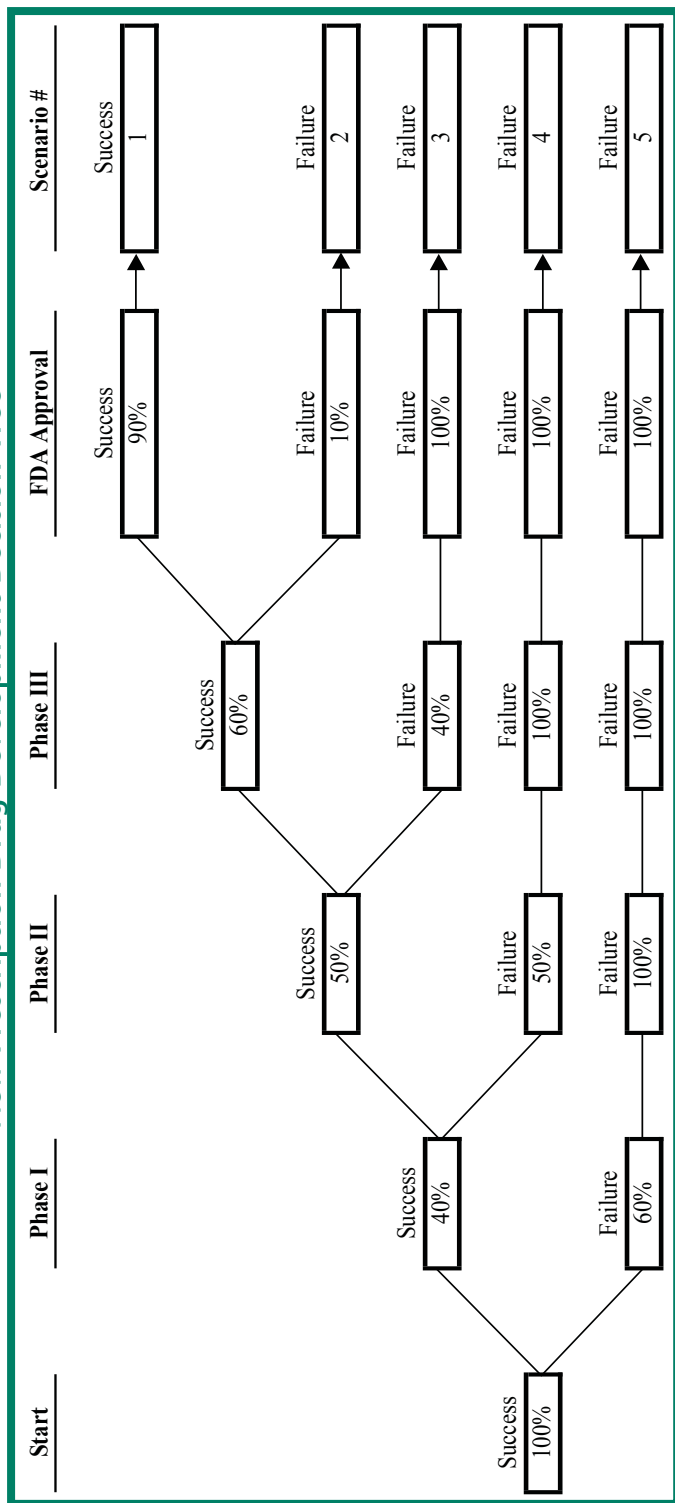 Start Phase I Phase II Phase III FDA Approval Scenario #
Success Success
90% 1
Success
60%
Success Failure Failure
50% 10% 2
Success Failure Failure Failure
40% 40% 100% 3
Success Failure Failure Failure Failure
100% 50% 100% 100% 4
Failure Failure Failure Failure Failure
60% 100% 100% 100% 5